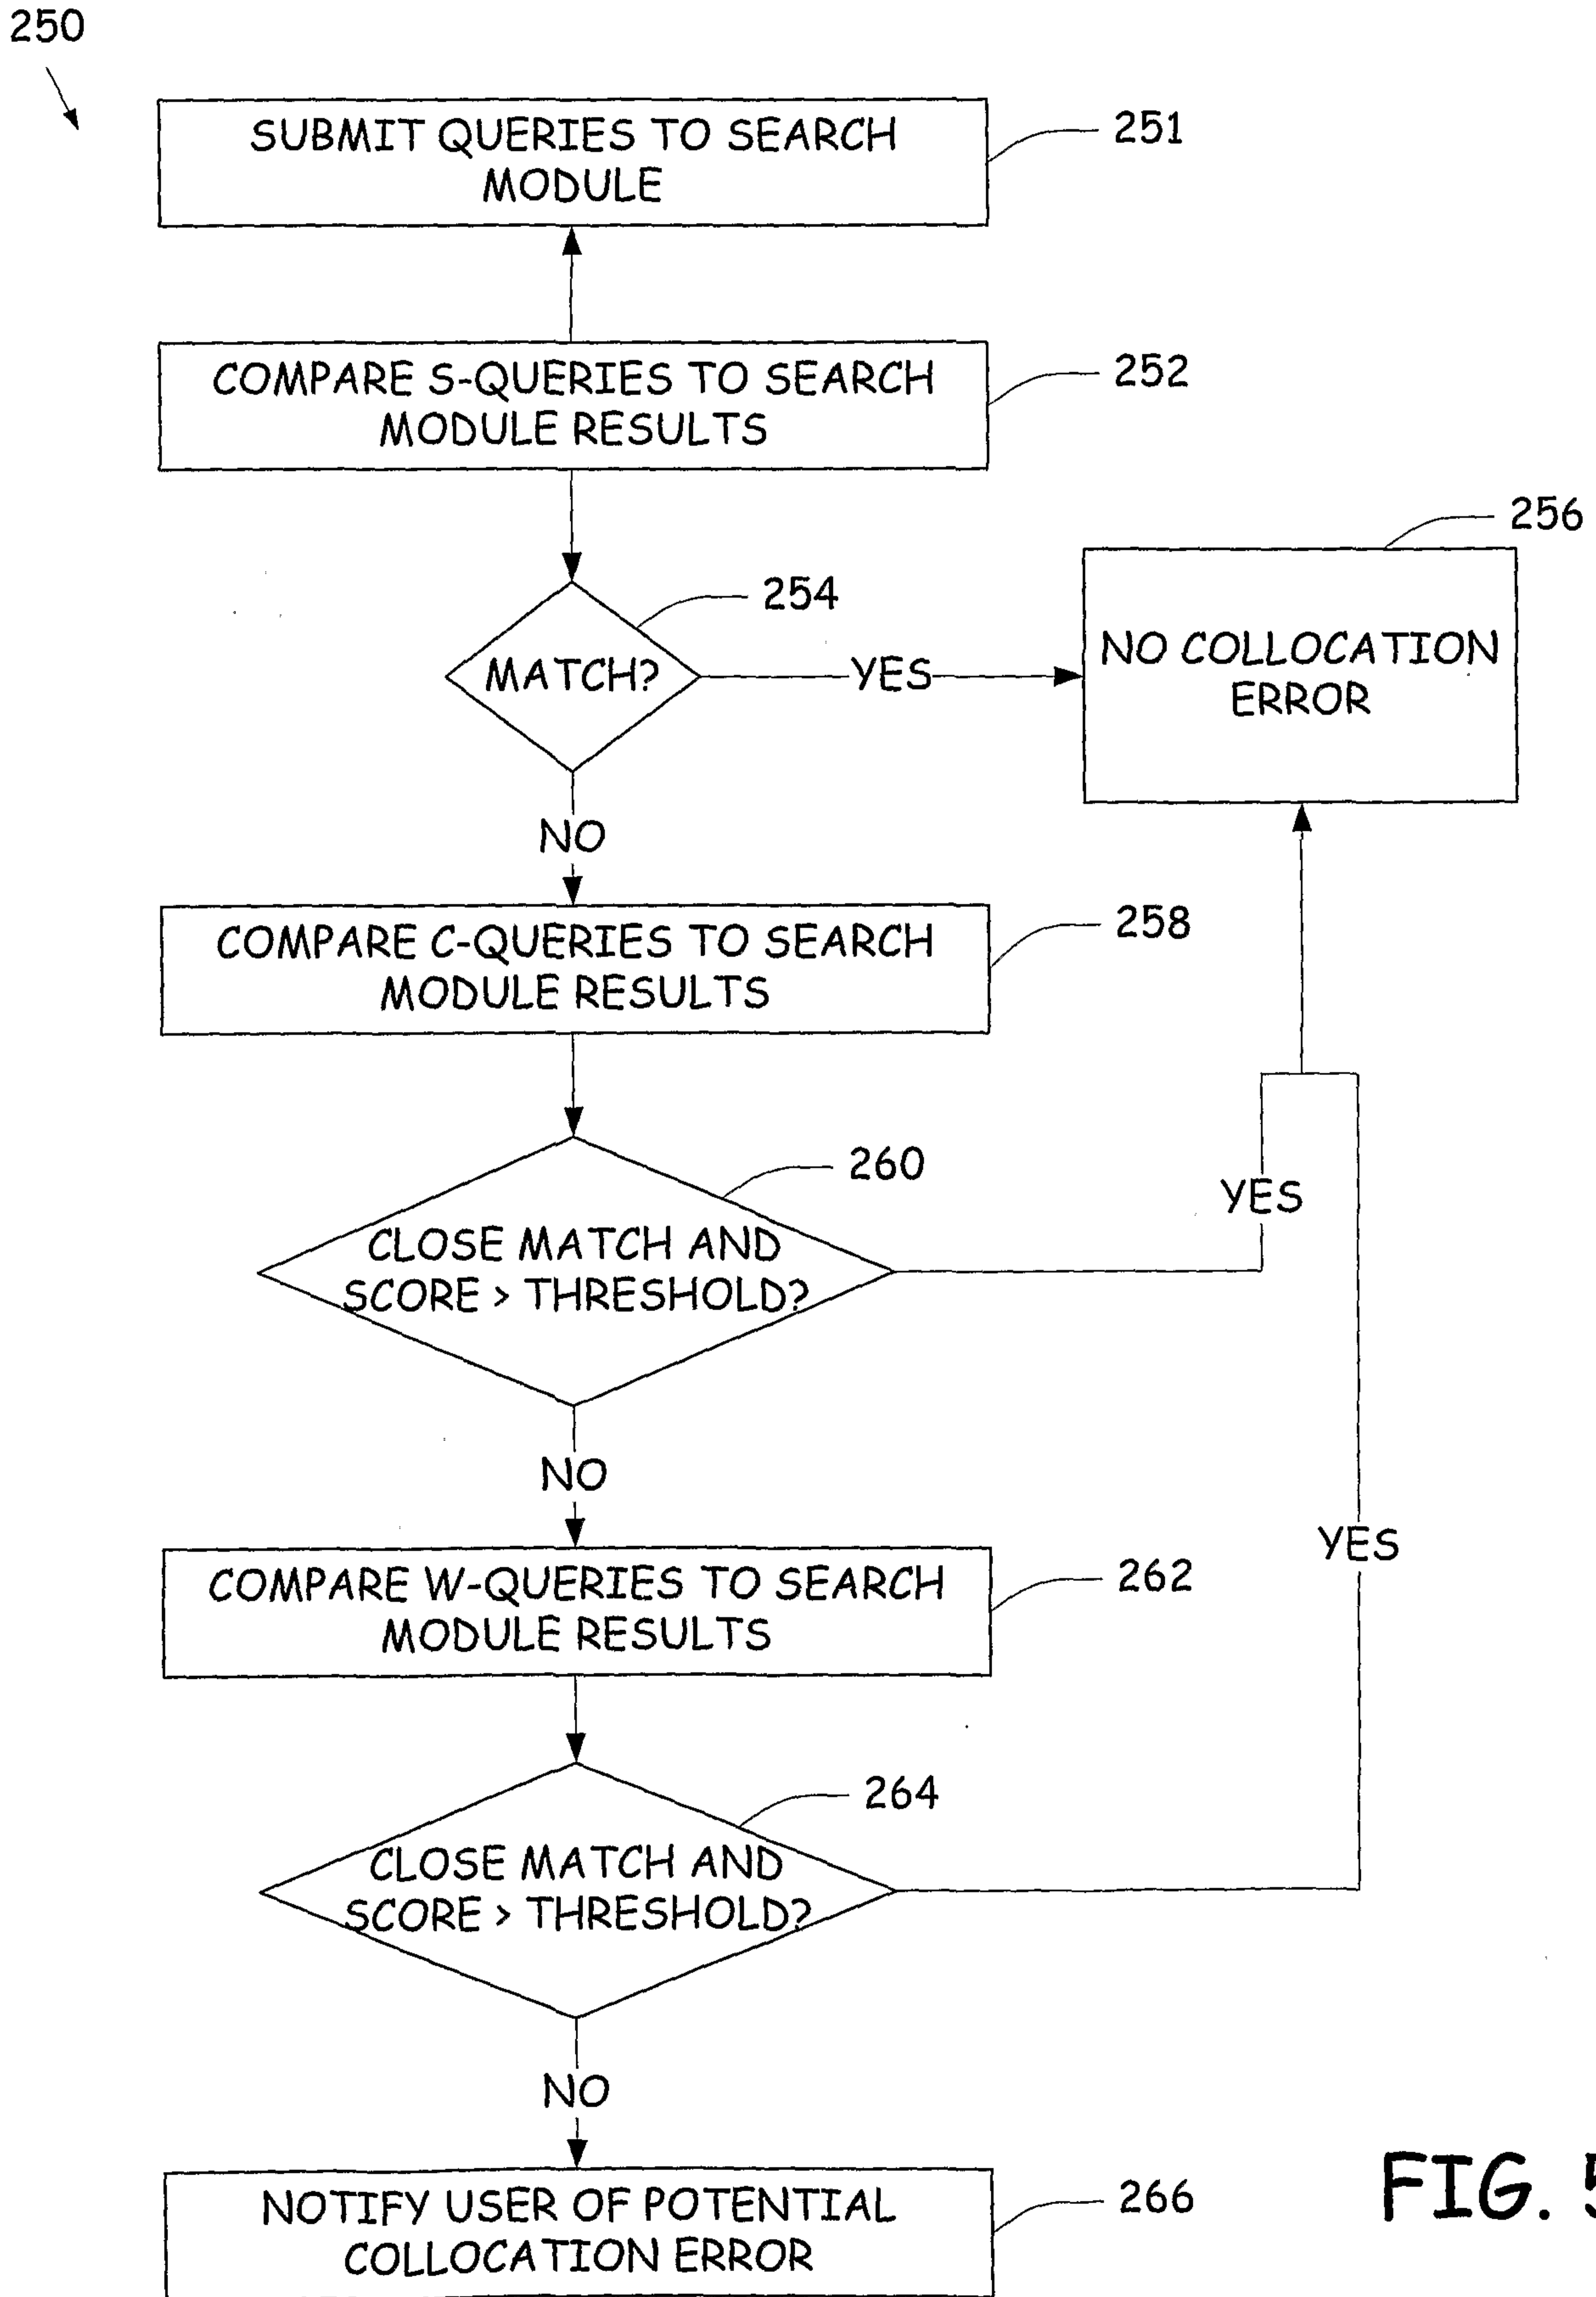 250
SUBMIT QUERIES TO SEARCH
MODULE
251
COMPARE S-QUERIES TO SEARCH
MODULE RESULTS
252
256
254
MATCH?
YES
NO COLLOCATION
ERROR
NO
COMPARE C-QUERIES TO SEARCH
MODULE RESULTS
258
260
CLOSE MATCH AND
SCORE > THRESHOLD?
YES
NO
YES
COMPARE W-QUERIES TO SEARCH
MODULE RESULTS
262
264
CLOSE MATCH AND
SCORE > THRESHOLD?
NO
NOTIFY USER OF POTENTIAL
COLLOCATION ERROR
266
FIG. 5